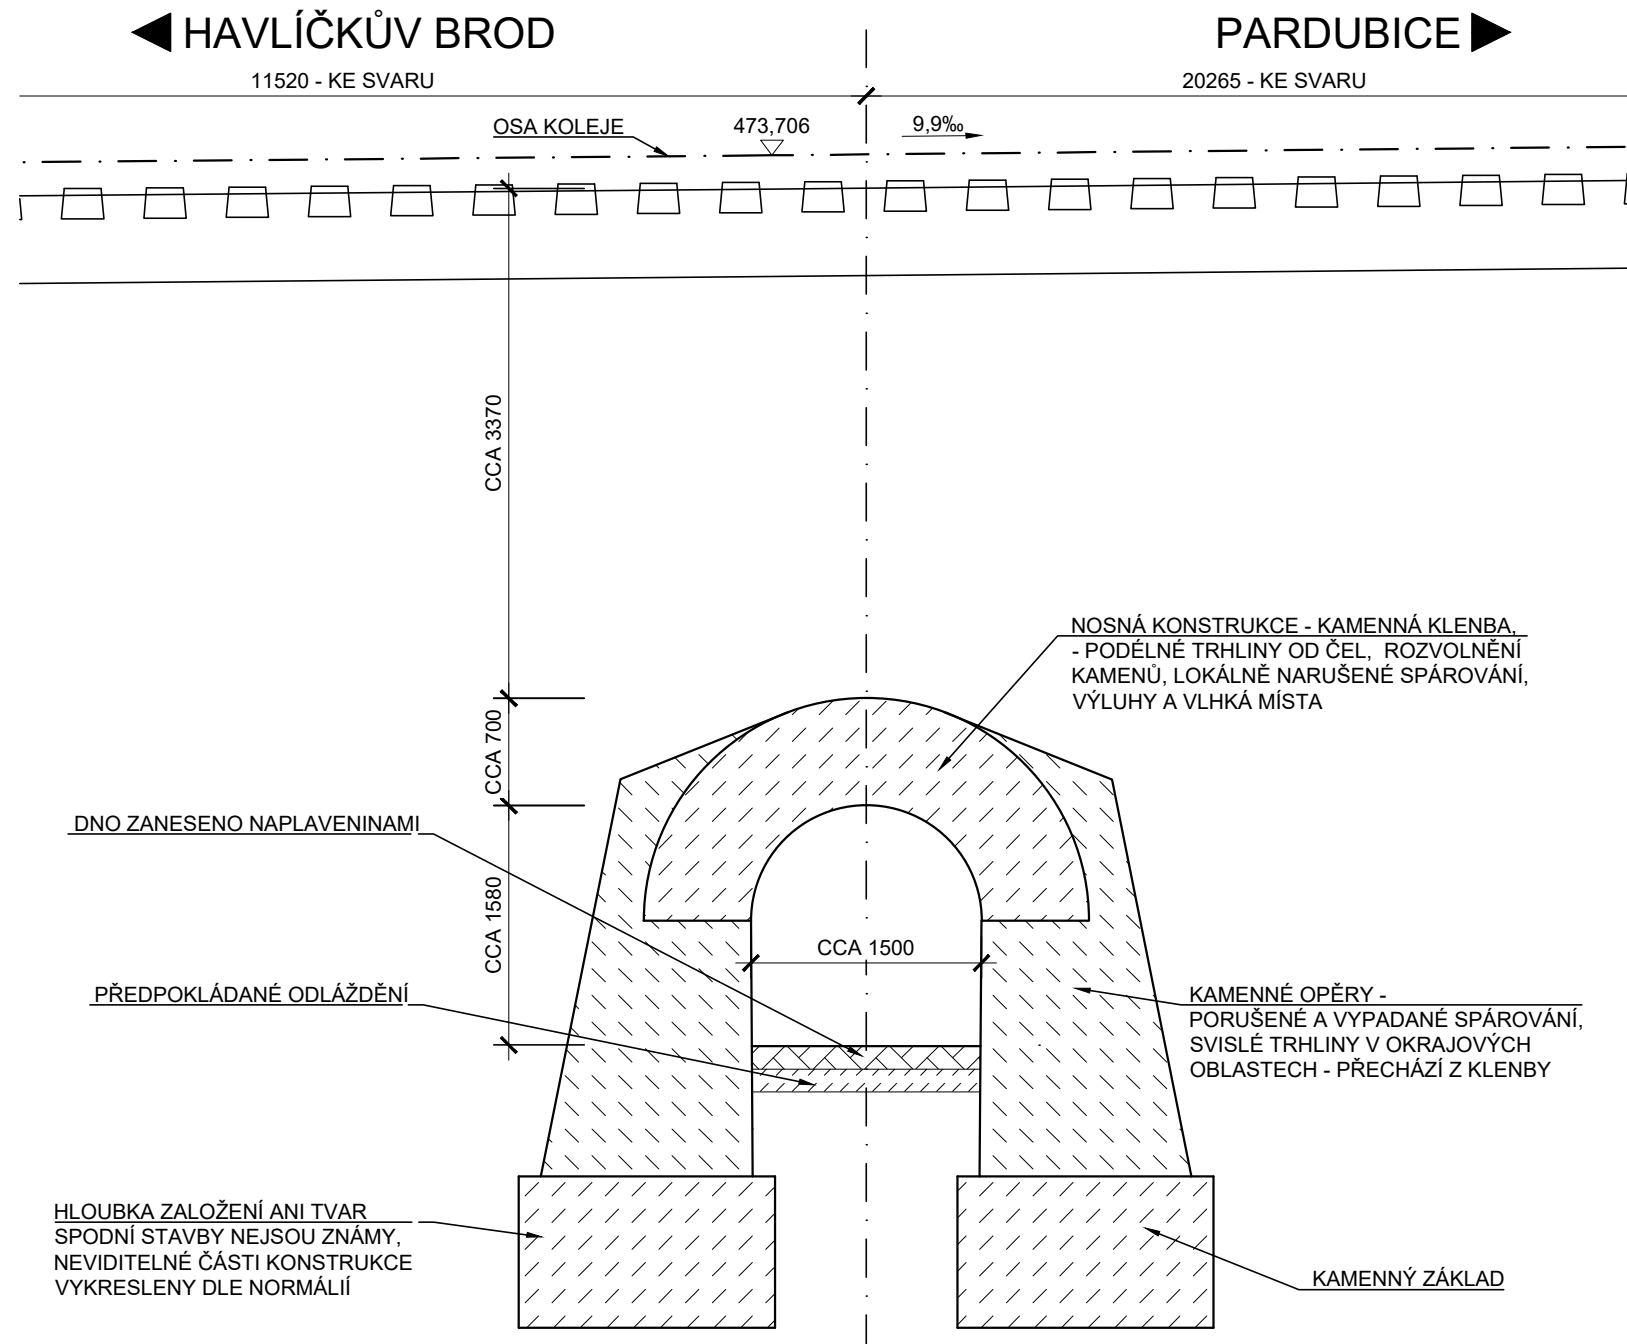 HAVLÍČKŮV BROD
PARDUBICE
11520 - KE SVARU
20265 - KE SVARU
OSA KOLEJE
473,706
9,9‰
CCA 3370
NOSNÁ KONSTRUKCE - KAMENNÁ KLENBA,
- PODÉLNÉ TRHLINY OD ČEL, ROZVOLNĚNÍ
KAMENŮ, LOKÁLNĚ NARUŠENÉ SPÁROVÁNÍ,
VÝLUHY A VLHKÁ MÍSTA
CCA 700
DNO ZANESENO NAPLAVENINAMI
CCA 1580
CCA 1500
PŘEDPOKLÁDANÉ ODLÁŽDĚNÍ
KAMENNÉ OPĚRY -
PORUŠENÉ A VYPADANÉ SPÁROVÁNÍ,
SVISLÉ TRHLINY V OKRAJOVÝCH
OBLASTECH - PŘECHÁZÍ Z KLENBY
HLOUBKA ZALOŽENÍ ANI TVAR
SPODNÍ STAVBY NEJSOU ZNÁMY,
NEVIDITELNÉ ČÁSTI KONSTRUKCE
VYKRESLENY DLE NORMÁLIÍ
KAMENNÝ ZÁKLAD